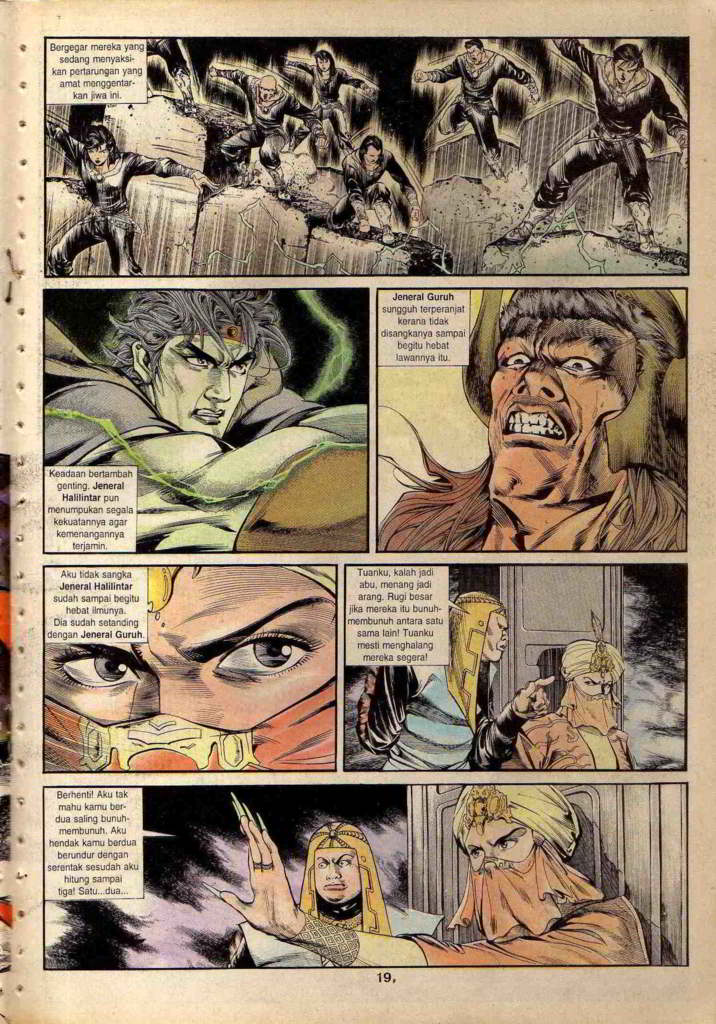 Bergegar mereka yang
sedang menyaksi-
kan pertarungan yang
amat menggentar-
kan jiwa ini.
Keadaan bertambah
genting. Jeneral
Halilintar pun
menumpukan segala
kekuatannya agar
kemenangannya
terjamin.
Jeneral Guruh
sungguh terperanjat
kerana tidak
disangkanya sampai
begitu hebat
lawannya itu.
Aku tidak sangka
Jeneral Halilintar
sudah sampai begitu
hebat ilmunya.
Dia sudah setanding
dengan Jeneral Guruh.
Tuanku, kalah jadi
abu, menang jadi
arang. Rugi besar
jika mereka itu bunuh-
membunuh antara satu
sama lain! Tuanku
mesti menghalang
mereka segera!
Berhenti! Aku tak
mahu kamu ber-
dua saling bunuh-
membunuh. Aku
hendak kamu berdua
berundur dengan
serentak sesudah aku
hitung sampai
tiga! Satu...dua...
19,